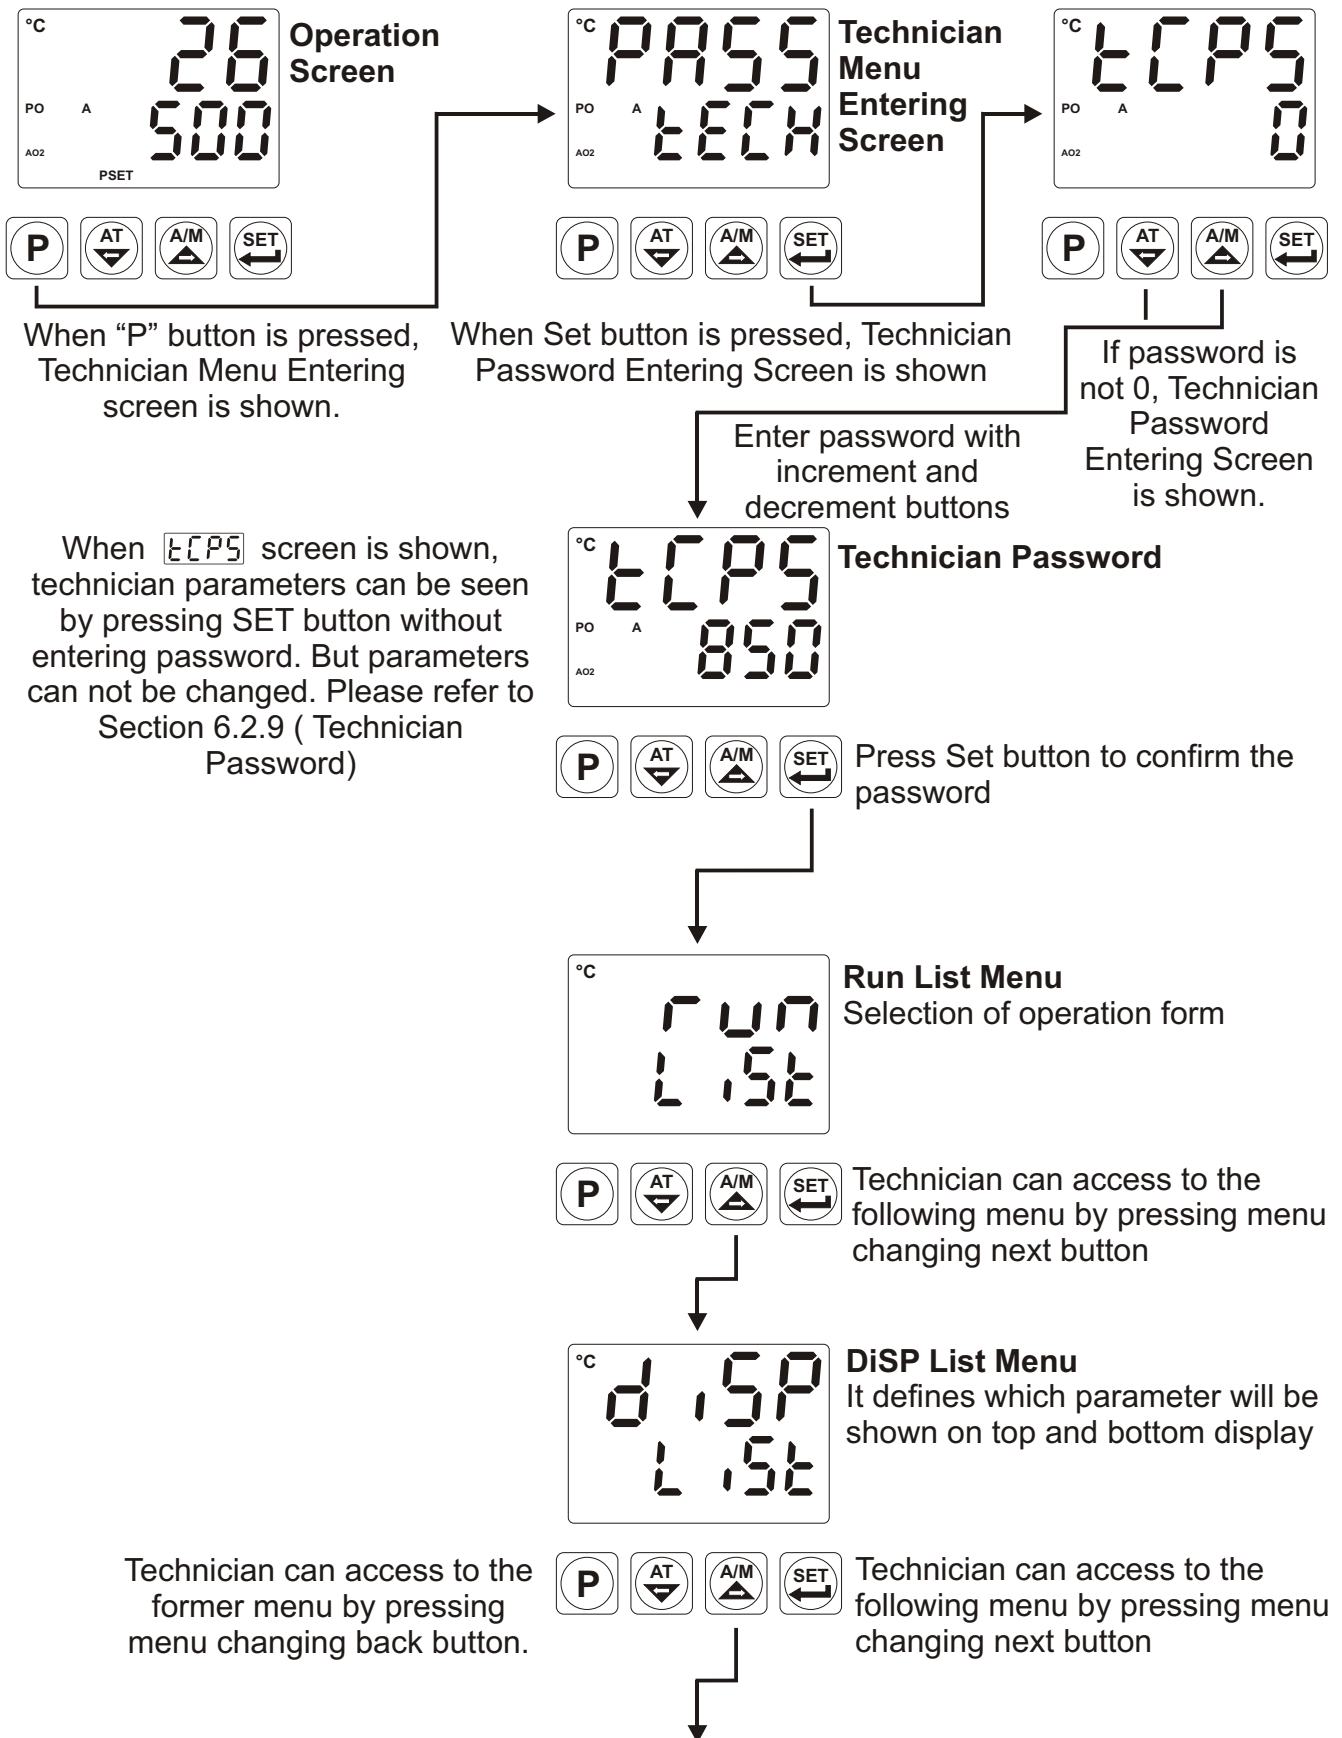 °C
26
PO A
500
AO2
PSET
Operation
Screen
P AT A/M SET
When “P” button is pressed,
Technician Menu Entering
screen is shown.
°C
PASS
PO A
tECH
AO2
Technician
Menu
Entering
Screen
P AT A/M SET
When Set button is pressed, Technician
Password Entering Screen is shown
°C
tCPS
PO A
0
AO2
P AT A/M SET
If password is
not 0, Technician
Password
Entering Screen
is shown.
Enter password with
increment and
decrement buttons
When tCPS screen is shown,
technician parameters can be seen
by pressing SET button without
entering password. But parameters
can not be changed. Please refer to
Section 6.2.9 ( Technician
Password)
°C
tCPS
PO A
850
AO2
Technician Password
P AT A/M SET
Press Set button to confirm the
password
°C
run
LiSt
Run List Menu
Selection of operation form
P AT A/M SET
Technician can access to the
following menu by pressing menu
changing next button
°C
diSP
LiSt
DiSP List Menu
It defines which parameter will be
shown on top and bottom display
Technician can access to the
former menu by pressing
menu changing back button.
P AT A/M SET
Technician can access to the
following menu by pressing menu
changing next button